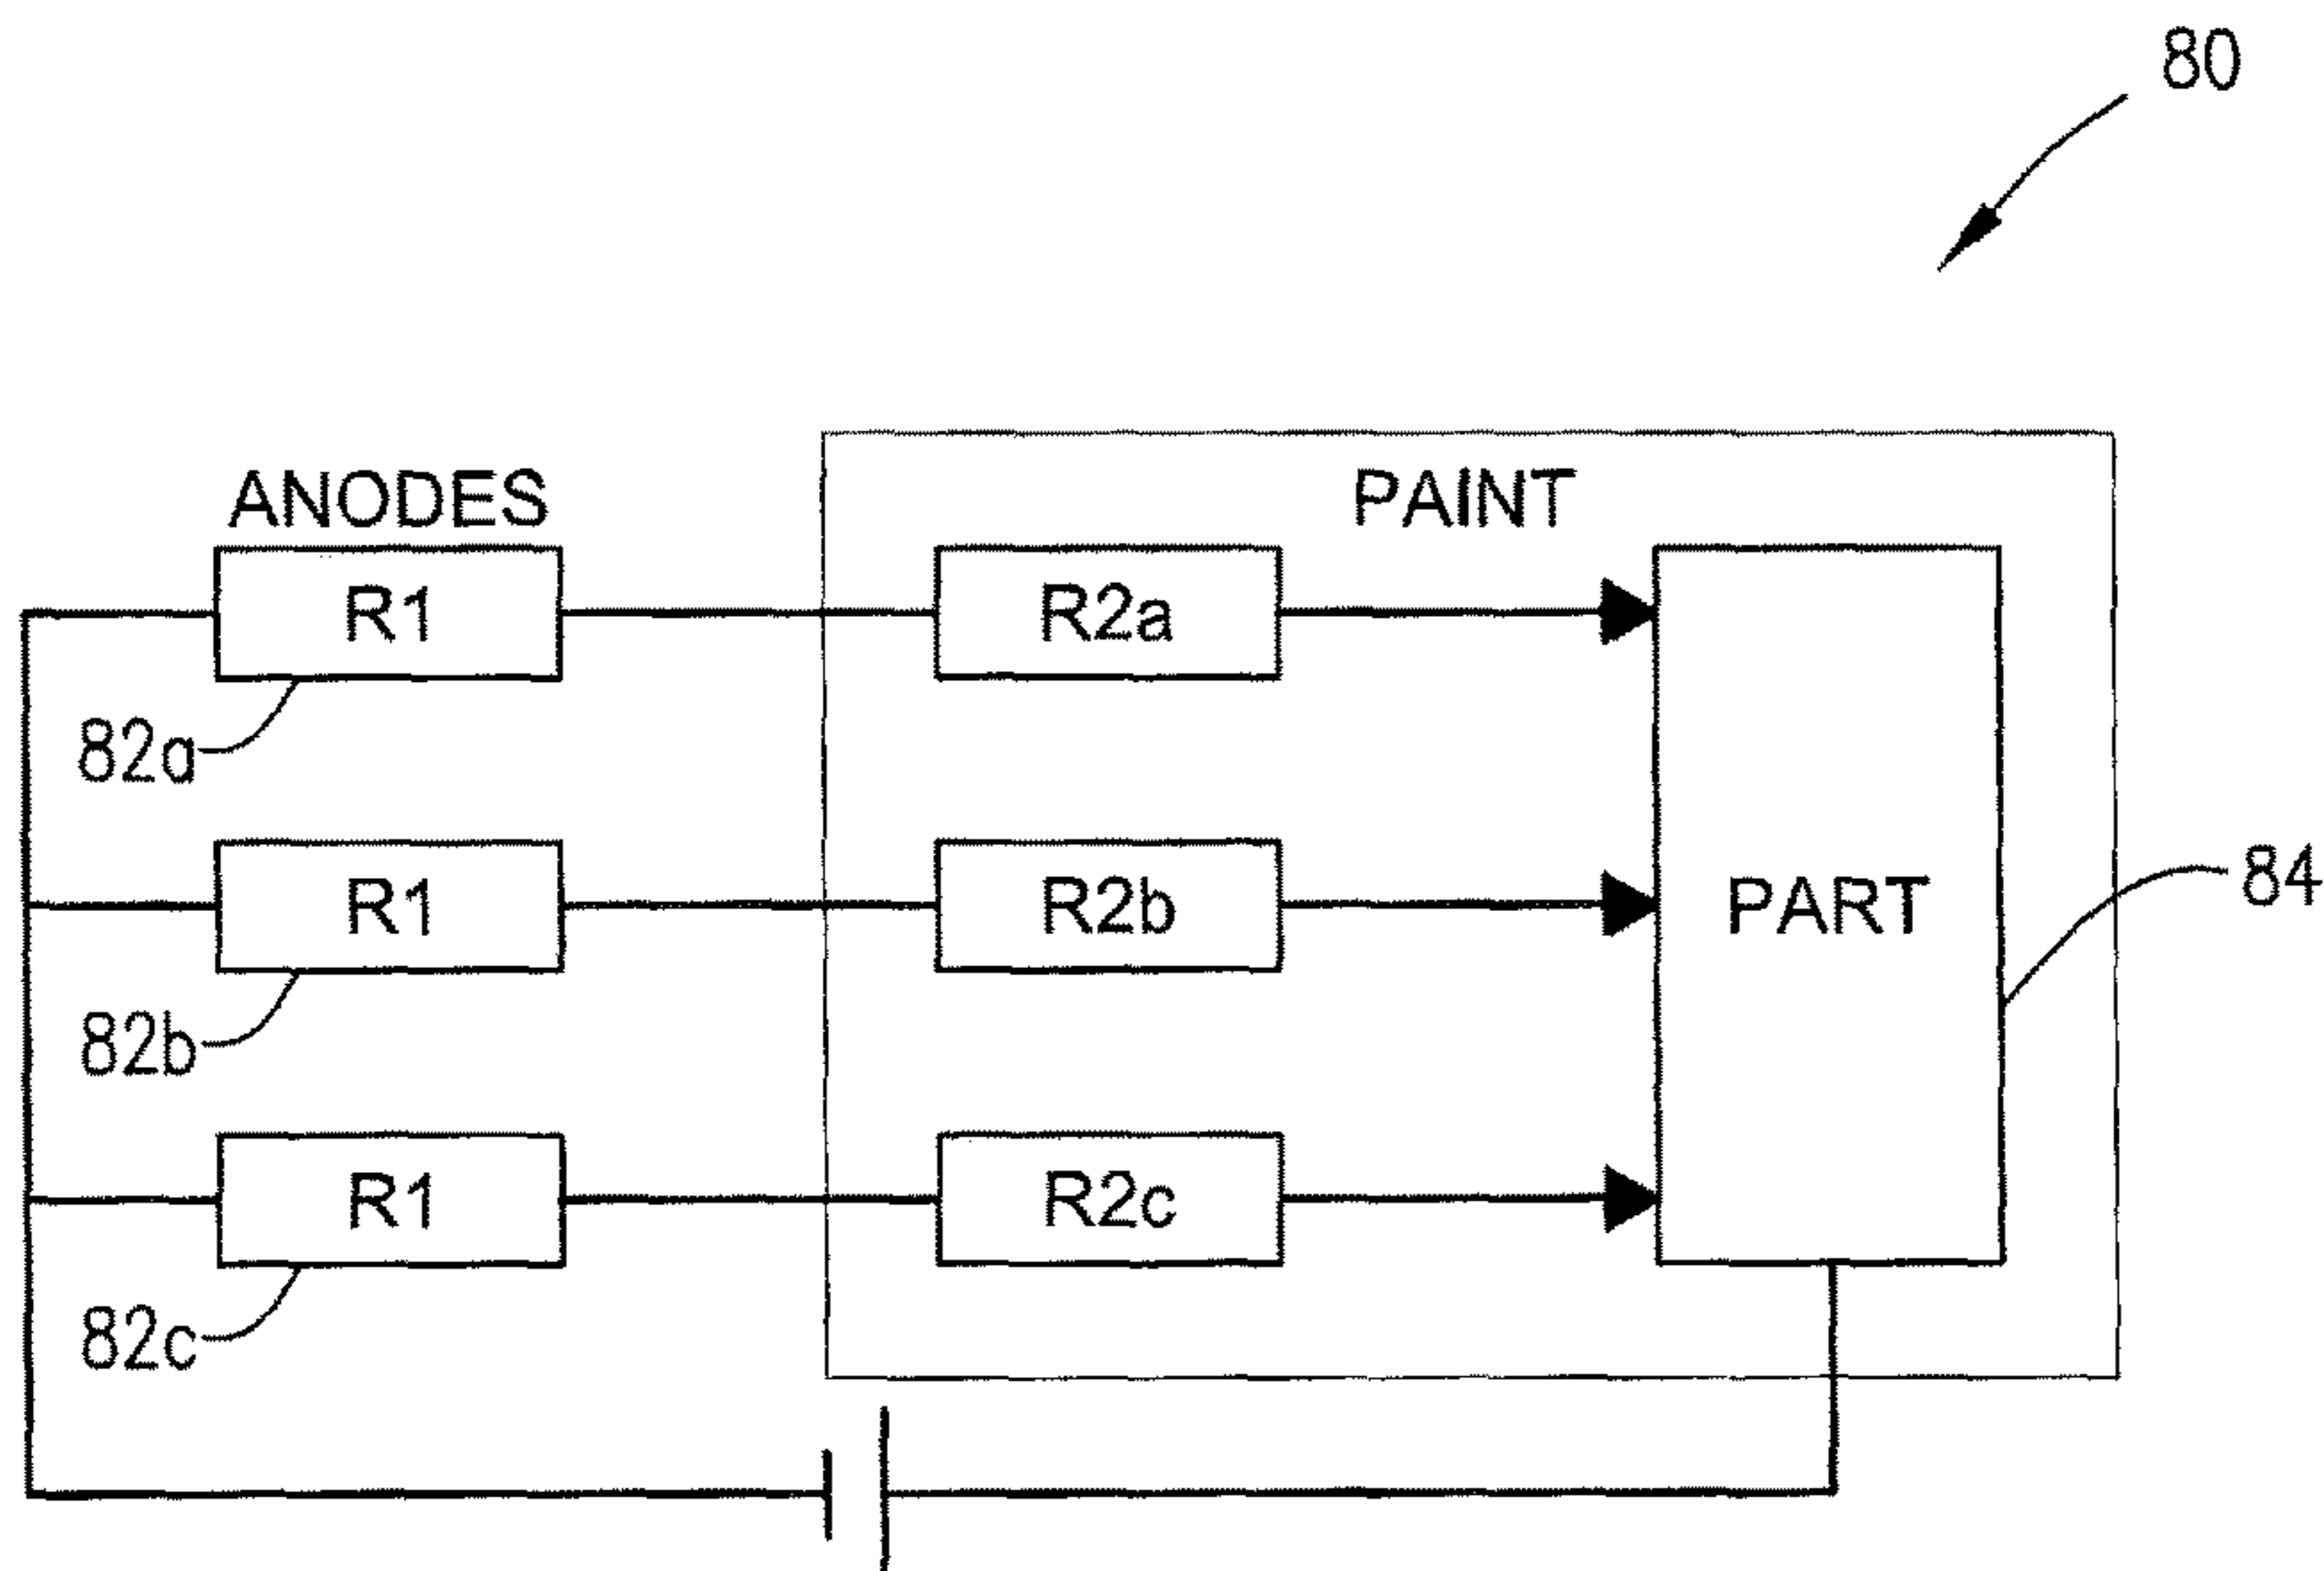 80
ANODES
PAINT
R1
R2a
82a
R1
R2b
PART
84
82b
R1
R2c
82c